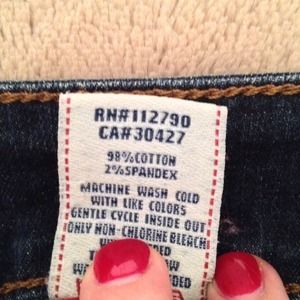 RN#112790
CA#30427
98%COTTON
2%SPANDEX
MACHINE WASH COLD
WITH LIKE COLORS
GENTLE CYCLE INSIDE OUT
ONLY NON-CHLORINE BLEACH